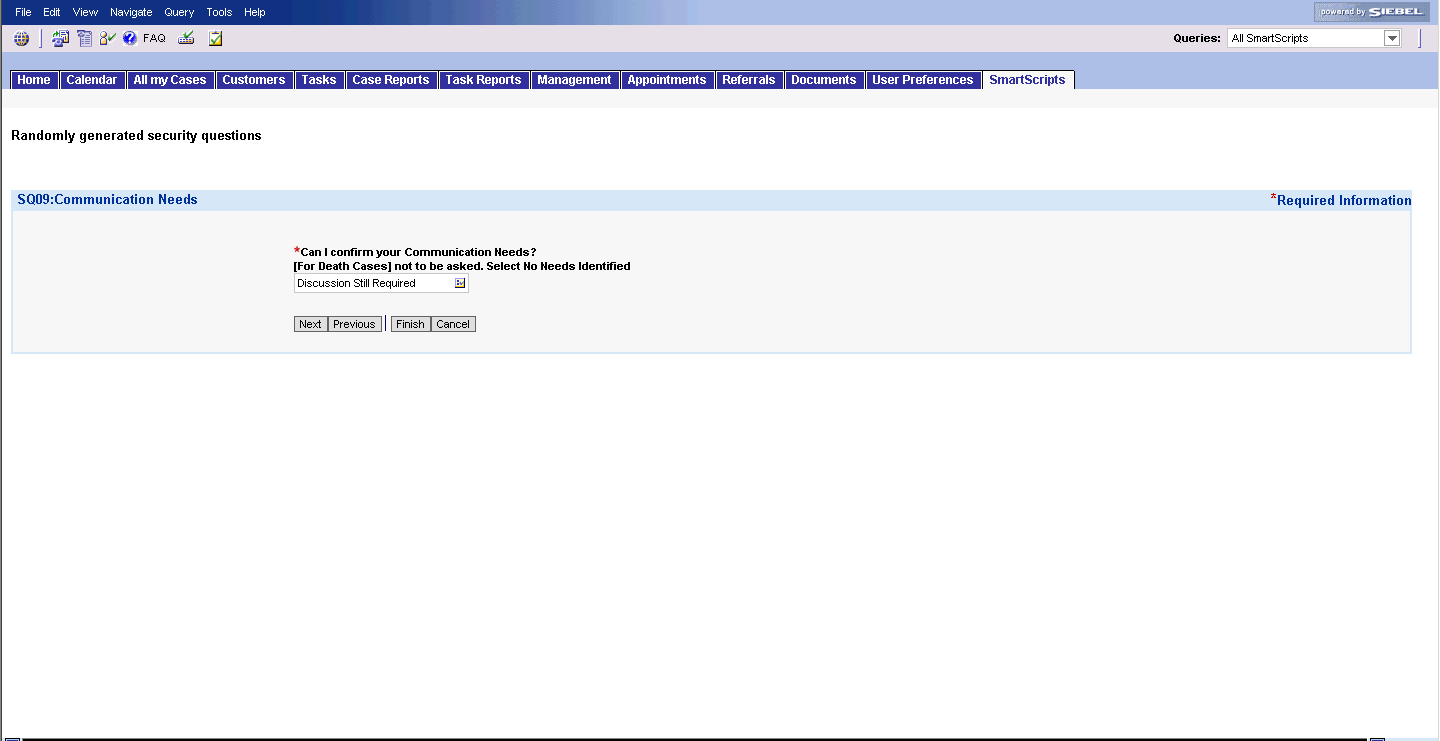 File Edit View Navigate Query Tools Help
powered by SIEBEL
FAQ
Queries: All SmartScripts
Home Calendar All my Cases Customers Tasks Case Reports Task Reports Management Appointments Referrals Documents User Preferences SmartScripts
Randomly generated security questions
SQ09:Communication Needs
*Required Information
*Can I confirm your Communication Needs?
[For Death Cases] not to be asked. Select No Needs Identified
Discussion Still Required
Next Previous Finish Cancel